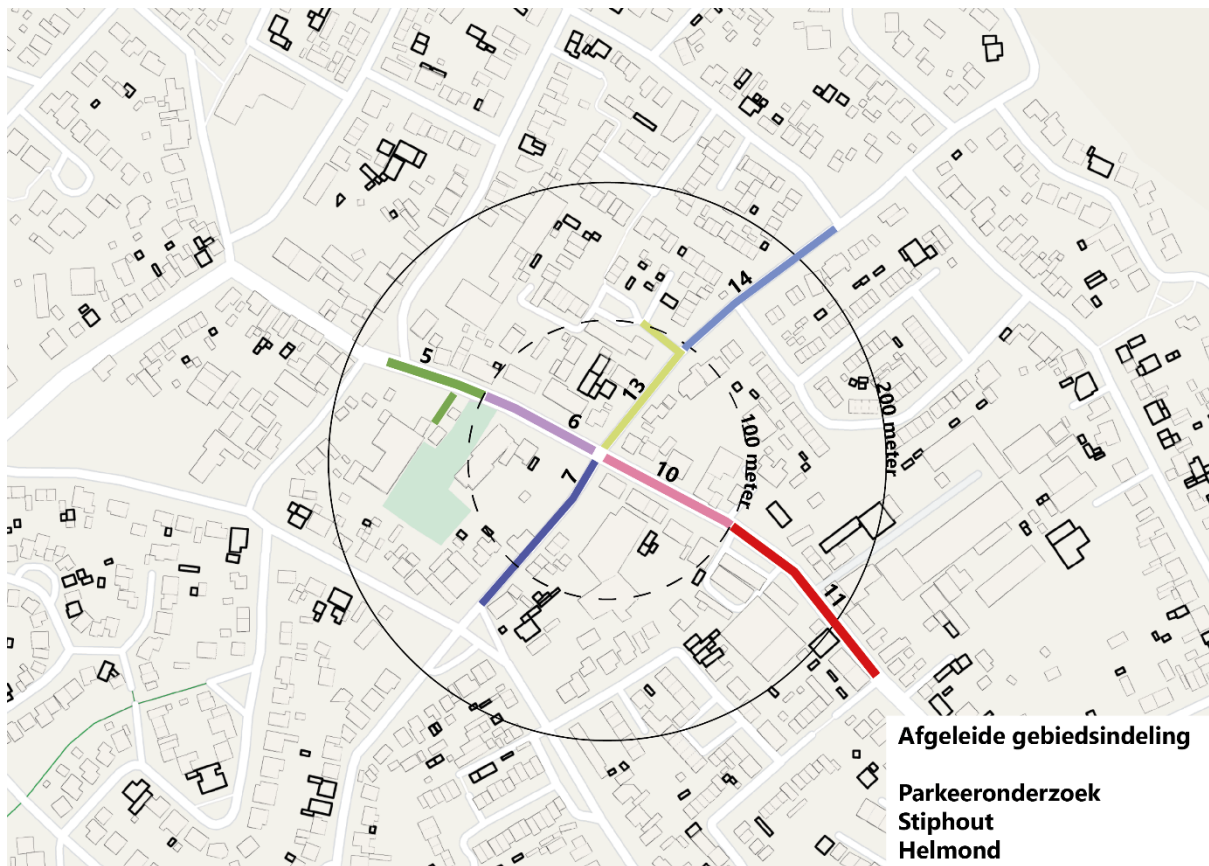 14
5
13
200 meter
6
100 meter
7
10
11
Afgeleide gebiedsindeling
Parkeeronderzoek
Stiphout
Helmond